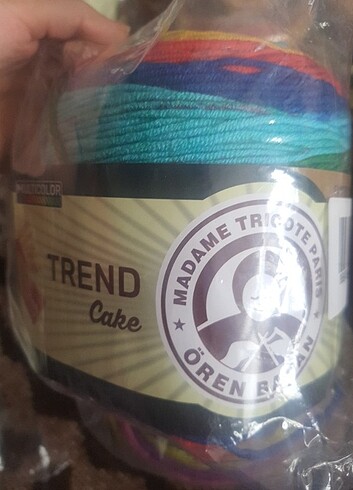 TREND
Cake
MADAME TRICOTE PARIS
ÖREN BAYAN